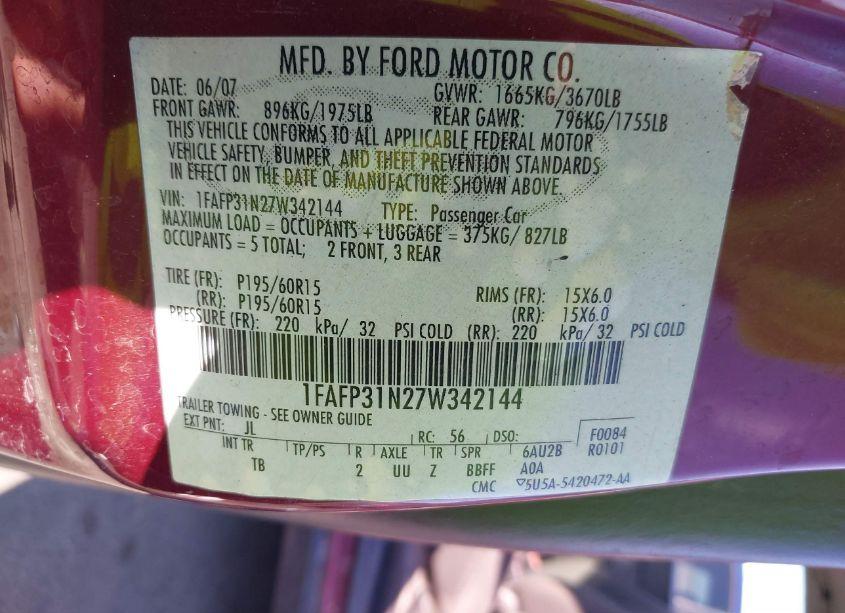 MFD. BY FORD MOTOR CO.
DATE: 06/07 GVWR: 1665KG/3670LB
FRONT GAWR: 896KG/1975LB REAR GAWR: 796KG/1755LB
THIS VEHICLE CONFORMS TO ALL APPLICABLE FEDERAL MOTOR
VEHICLE SAFETY, BUMPER, AND THEFT PREVENTION STANDARDS
IN EFFECT ON THE DATE OF MANUFACTURE SHOWN ABOVE.
VIN: 1FAFP31N27W342144 TYPE: Passenger Car
MAXIMUM LOAD = OCCUPANTS + LUGGAGE = 375KG/ 827LB
OCCUPANTS = 5 TOTAL; 2 FRONT, 3 REAR
TIRE (FR): P195/60R15 RIMS (FR): 15X6.0
(RR): P195/60R15 (RR): 15X6.0
PRESSURE (FR): 220 kPa/ 32 PSI COLD (RR): 220 kPa/ 32 PSI COLD
1FAFP31N27W342144
TRAILER TOWING - SEE OWNER GUIDE
EXT PNT: JL RC: 56 DSO: F0084
INT TR TP/PS R AXLE TR SPR 6AU2B R0101
TB 2 UU Z BBFF A0A
CMC ▽5U5A-5420472-AA